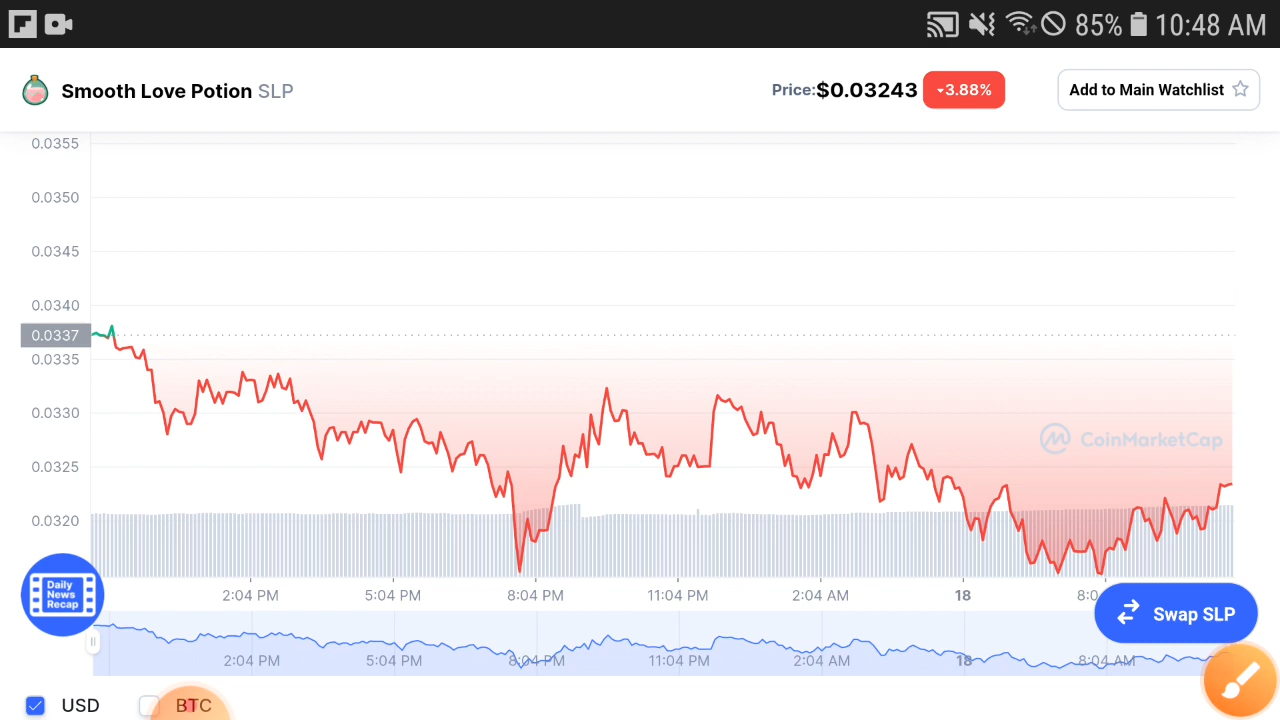 85% 10:48 AM
Smooth Love Potion SLP Price:$0.03243 3.88% Add to Main Watchlist
0.0355
0.0350
0.0345
0.0340
0.0337
0.0335
0.0330
CoinMarketCap
0.0325
0.0320
2:04 PM 5:04 PM 8:04 PM 11:04 PM 2:04 AM 18 8:0
Daily
News
Recap
Swap SLP
2:04 PM 5:04 PM 8:04 PM 11:04 PM 2:04 AM 18 8:04 AM
USD BTC